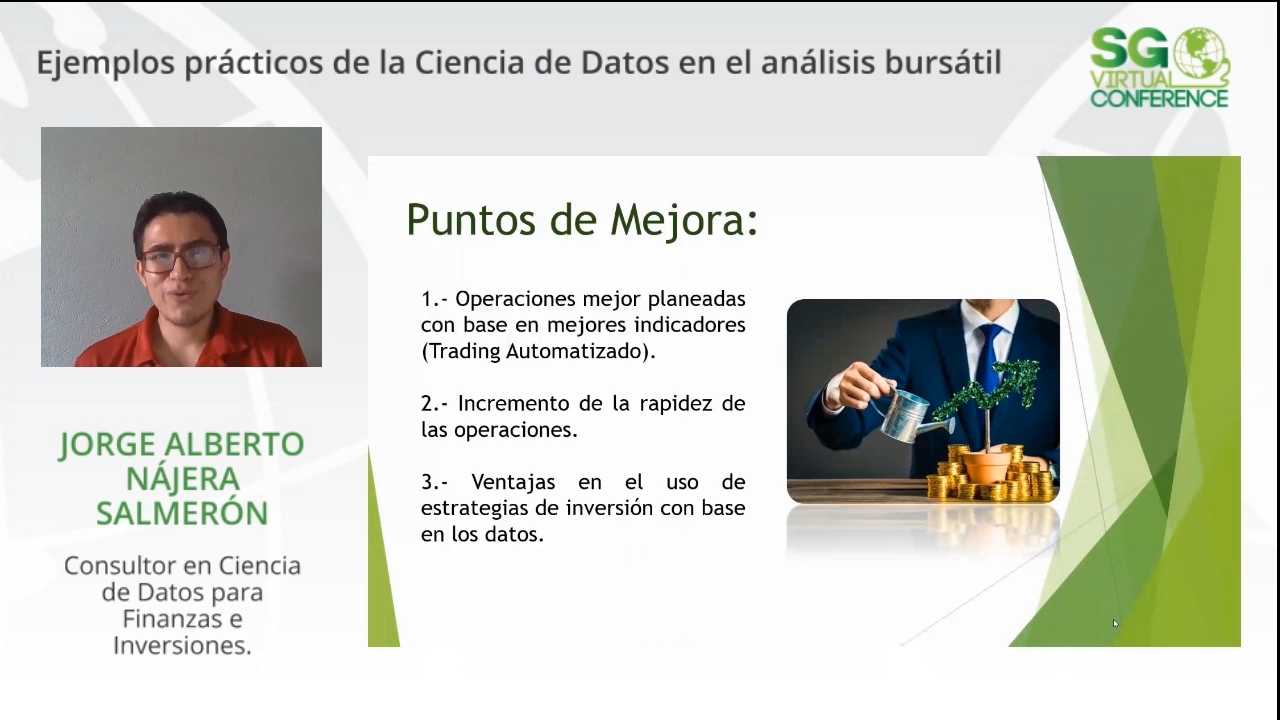 Ejemplos prácticos de la Ciencia de Datos en el análisis bursátil
SG
VIRTUAL
CONFERENCE
Puntos de Mejora:
1.- Operaciones mejor planeadas
con base en mejores indicadores
(Trading Automatizado).
2.- Incremento de la rapidez de
las operaciones.
3.- Ventajas en el uso de
estrategias de inversión con base
en los datos.
JORGE ALBERTO
NÁJERA
SALMERÓN
Consultor en Ciencia
de Datos para
Finanzas e
Inversiones.